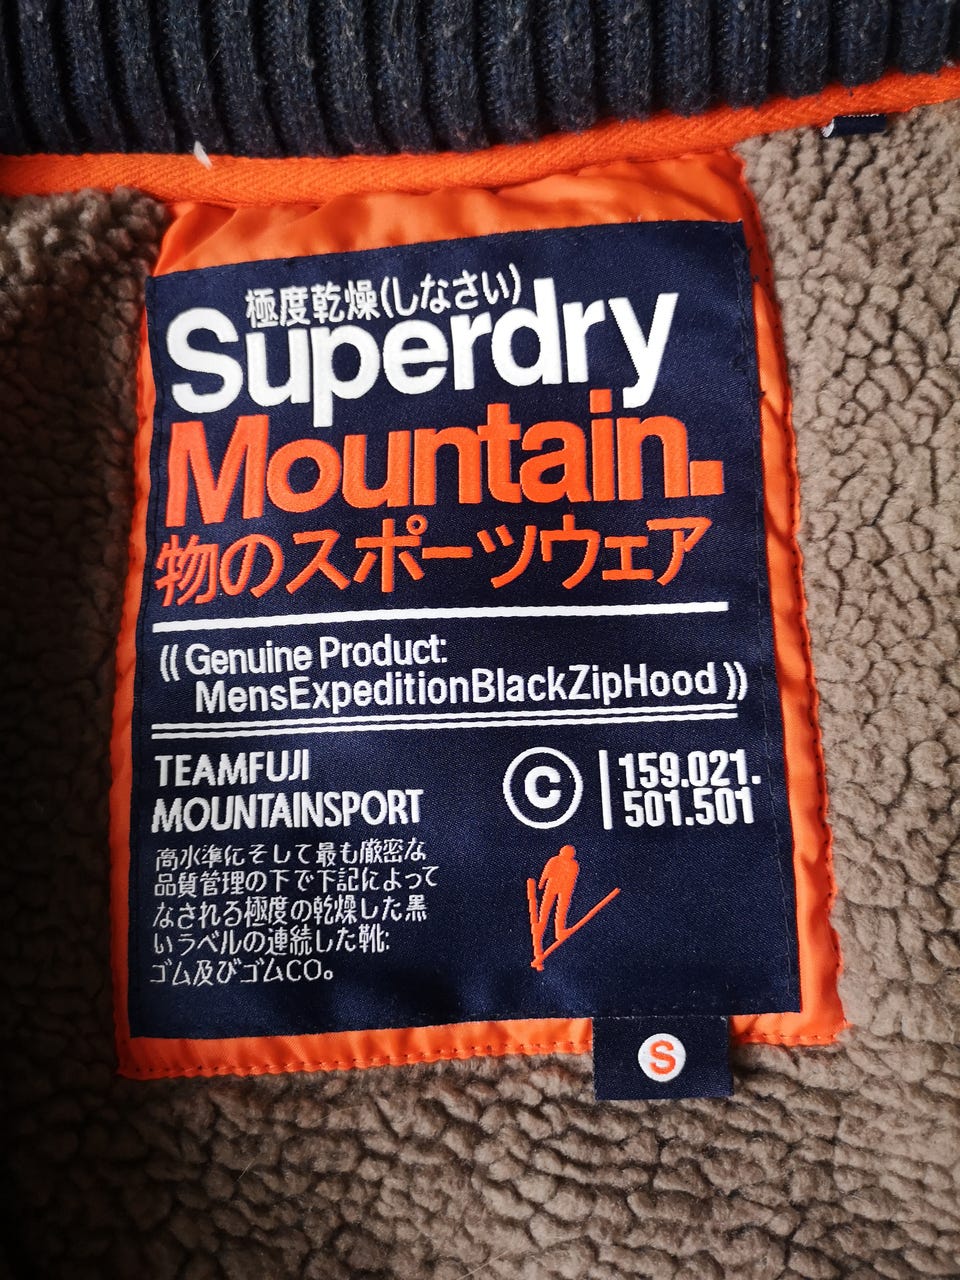 極度乾燥(しなさい)
Superdry
Mountain.
物のスポーツウェア
(( Genuine Product:
MensExpeditionBlackZipHood ))
TEAMFUJI
MOUNTAINSPORT
© 159.021.
501.501
高水準にそして最も厳密な
品質管理の下で下記によって
なされる極度の乾燥した黒
いラベルの連続した靴:
ゴム及びゴムCO。
S